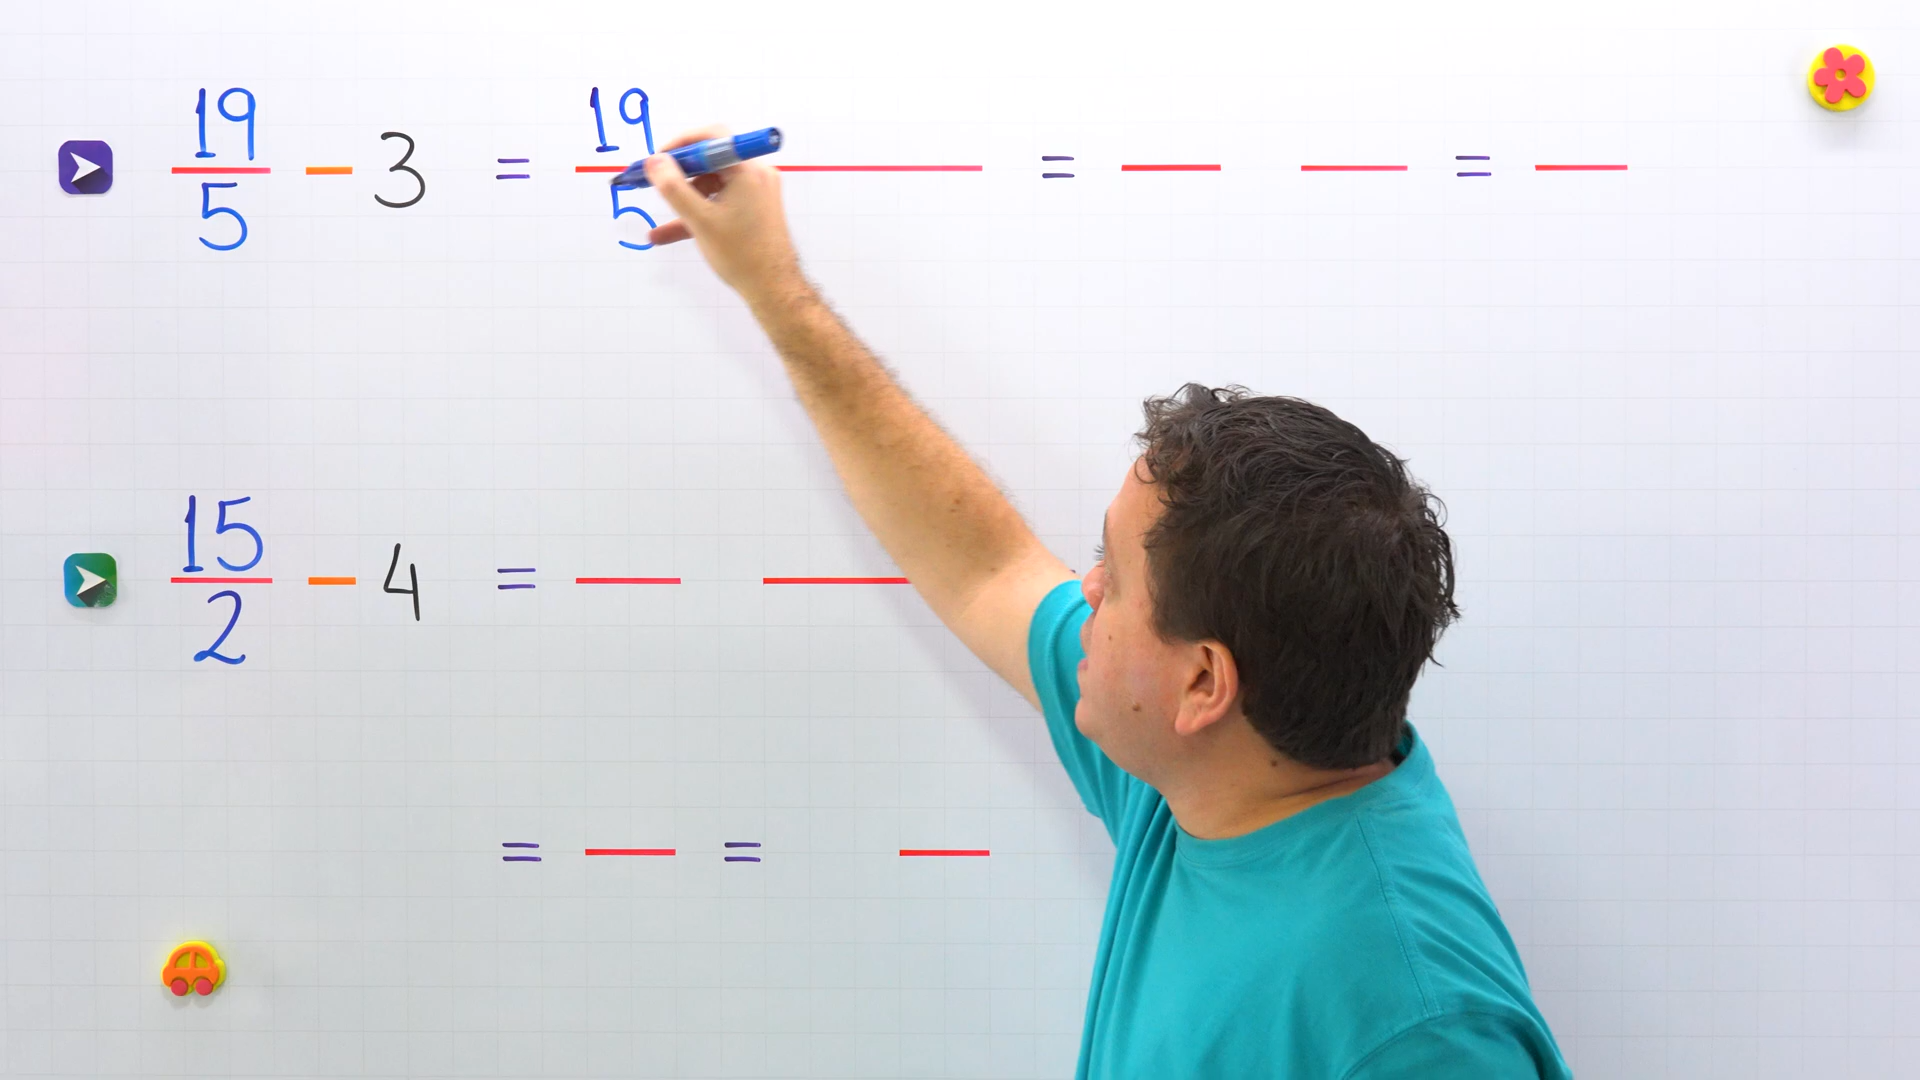 19/5 - 3 = 19/5 = =
15/2 - 4 =
= =